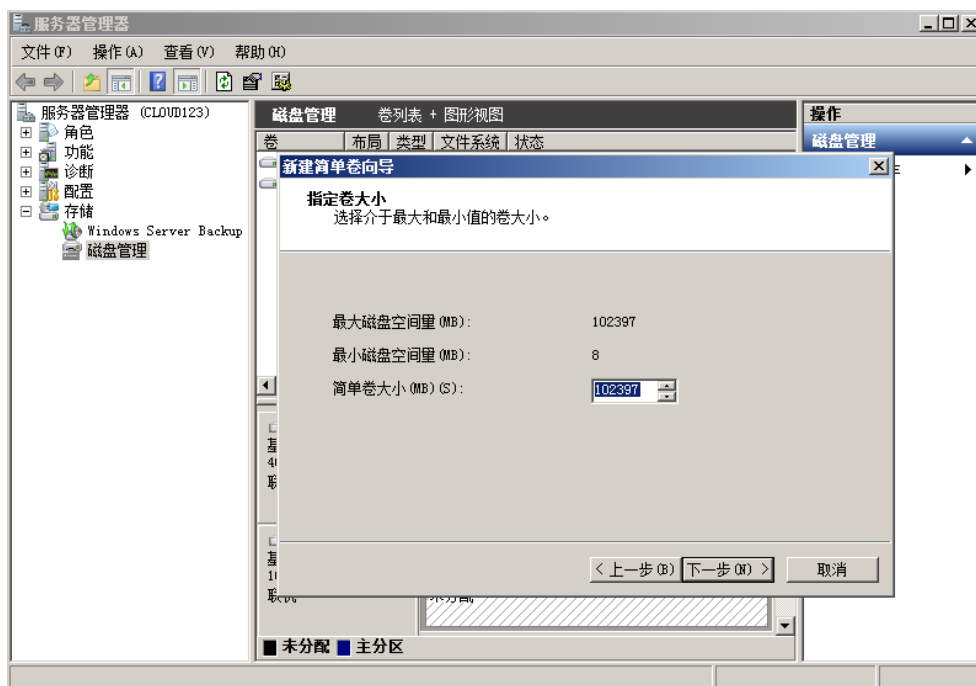 服务器管理器
文件(F) 操作(A) 查看(V) 帮助(H)
服务器管理器 (CLOUD123)
角色
功能
诊断
配置
存储
Windows Server Backup
磁盘管理
磁盘管理 卷列表 + 图形视图
卷 布局 类型 文件系统 状态
操作
磁盘管理
新建简单卷向导
指定卷大小
选择介于最大和最小值的卷大小。
最大磁盘空间量(MB): 102397
最小磁盘空间量(MB): 8
简单卷大小(MB)(S): 102397
< 上一步(B) 下一步(N) > 取消
未分配 主分区